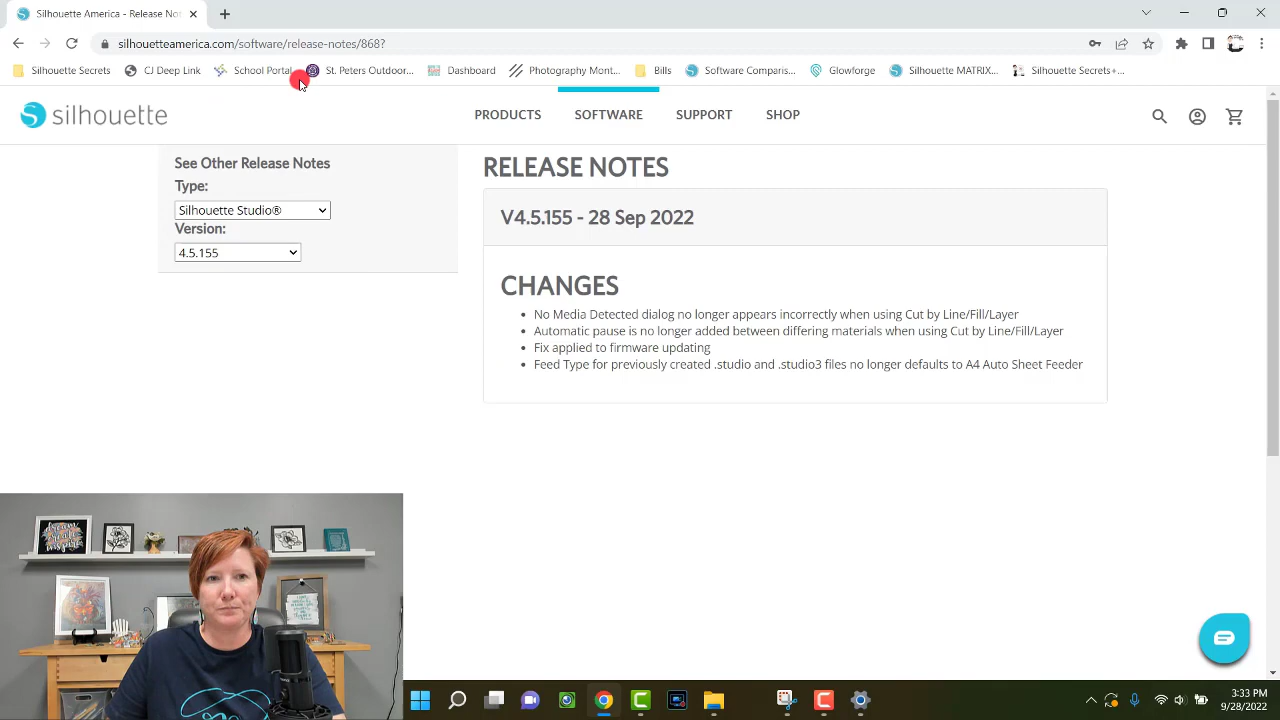 Silhouette America - Release Not
silhouetteamerica.com/software/release-notes/868?
Silhouette Secrets
CJ Deep Link
School Portal
St. Peters Outdoor...
Dashboard
Photography Mont...
Bills
Software Comparis...
Glowforge
Silhouette MATRIX...
Silhouette Secrets+...
silhouette
PRODUCTS
SOFTWARE
SUPPORT
SHOP
See Other Release Notes
Type:
Silhouette Studio®
Version:
4.5.155
RELEASE NOTES
V4.5.155 - 28 Sep 2022
CHANGES
• No Media Detected dialog no longer appears incorrectly when using Cut by Line/Fill/Layer
• Automatic pause is no longer added between differing materials when using Cut by Line/Fill/Layer
• Fix applied to firmware updating
• Feed Type for previously created .studio and .studio3 files no longer defaults to A4 Auto Sheet Feeder
3:33 PM
9/28/2022